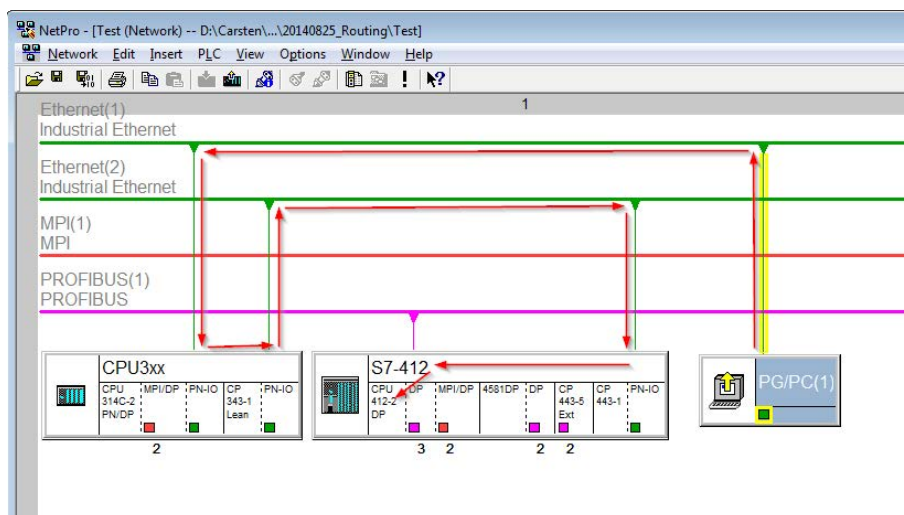 NetPro - [Test (Network) -- D:\Carsten\...\20140825_Routing\Test]
Network Edit Insert PLC View Options Window Help
1
Ethernet(1)
Industrial Ethernet
Ethernet(2)
Industrial Ethernet
MPI(1)
MPI
PROFIBUS(1)
PROFIBUS
CPU3xx
CPU 314C-2 PN/DP
MPI/DP
PN-IO
CP 343-1 Lean
PN-IO
2
S7-412
CPU 412-2 DP
DP
MPI/DP
4581DP
DP
CP 443-5 Ext
CP 443-1
PN-IO
3 2 2 2
PG/PC(1)